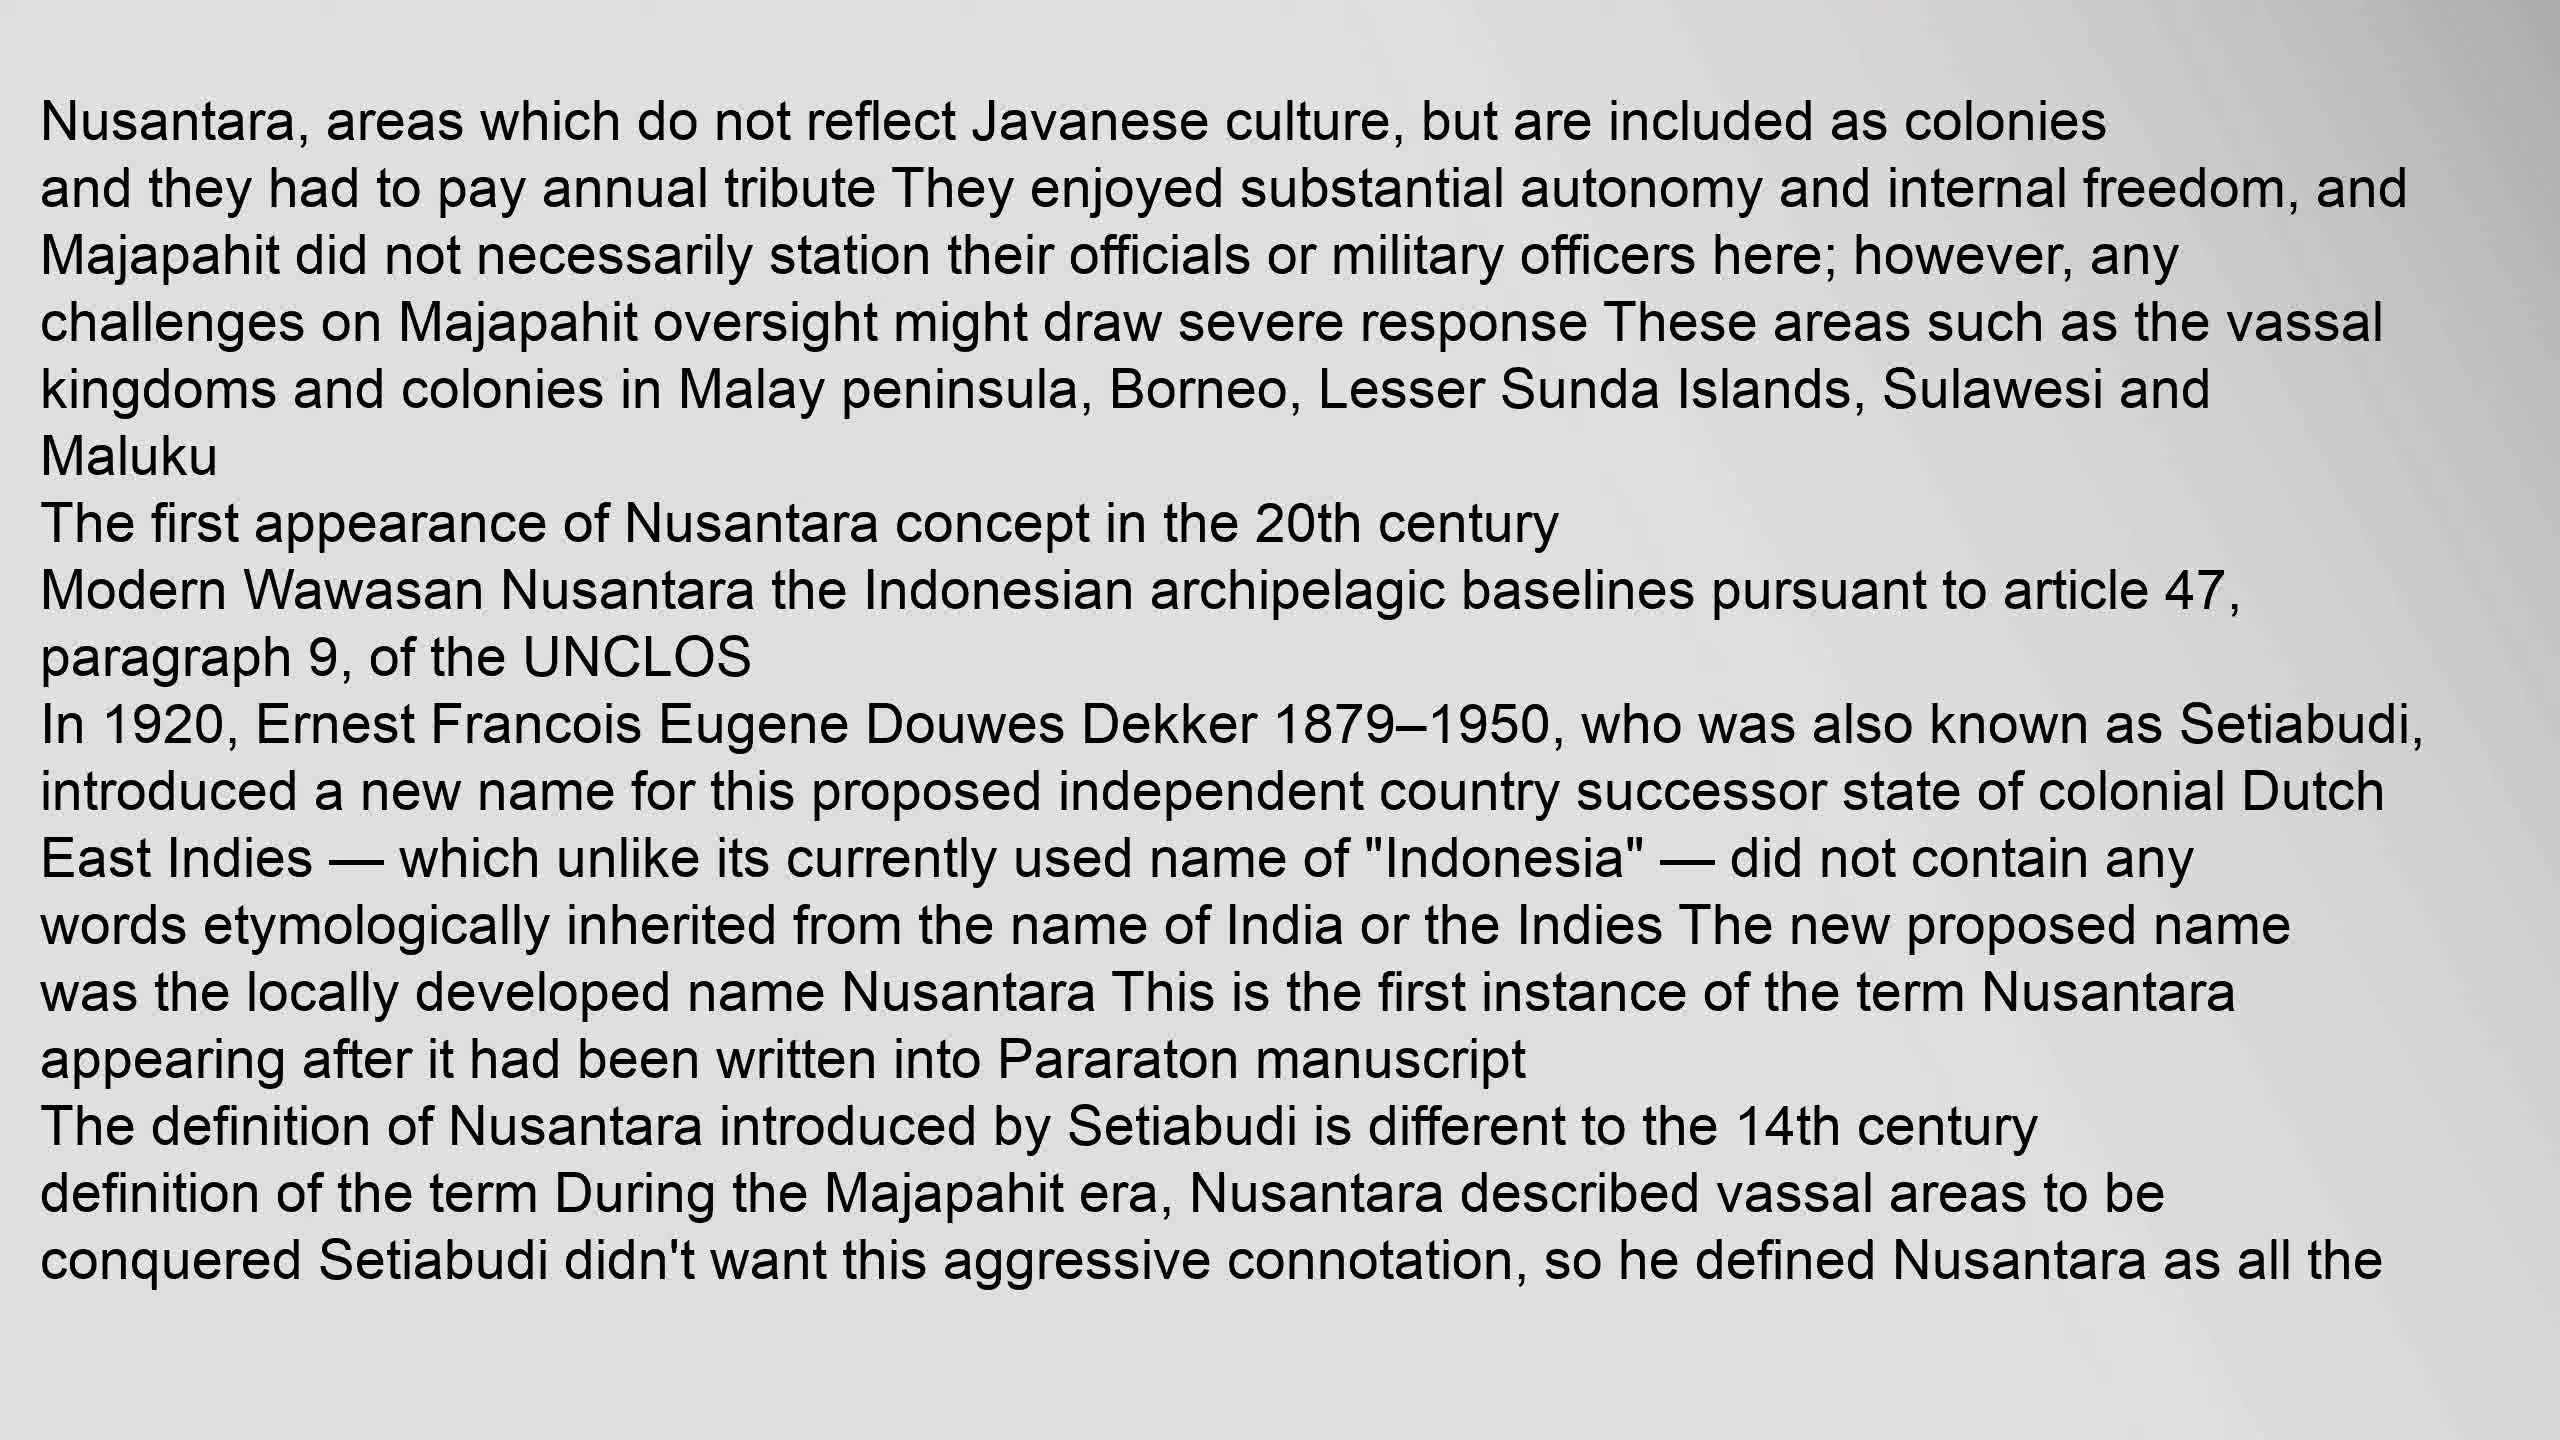 Nusantara, areas which do not reflect Javanese culture, but are included as colonies
and they had to pay annual tribute They enjoyed substantial autonomy and internal freedom, and
Majapahit did not necessarily station their officials or military officers here; however, any
challenges on Majapahit oversight might draw severe response These areas such as the vassal
kingdoms and colonies in Malay peninsula, Borneo, Lesser Sunda Islands, Sulawesi and
Maluku
The first appearance of Nusantara concept in the 20th century
Modern Wawasan Nusantara the Indonesian archipelagic baselines pursuant to article 47,
paragraph 9, of the UNCLOS
In 1920, Ernest Francois Eugene Douwes Dekker 1879–1950, who was also known as Setiabudi,
introduced a new name for this proposed independent country successor state of colonial Dutch
East Indies — which unlike its currently used name of "Indonesia" — did not contain any
words etymologically inherited from the name of India or the Indies The new proposed name
was the locally developed name Nusantara This is the first instance of the term Nusantara
appearing after it had been written into Pararaton manuscript
The definition of Nusantara introduced by Setiabudi is different to the 14th century
definition of the term During the Majapahit era, Nusantara described vassal areas to be
conquered Setiabudi didn't want this aggressive connotation, so he defined Nusantara as all the